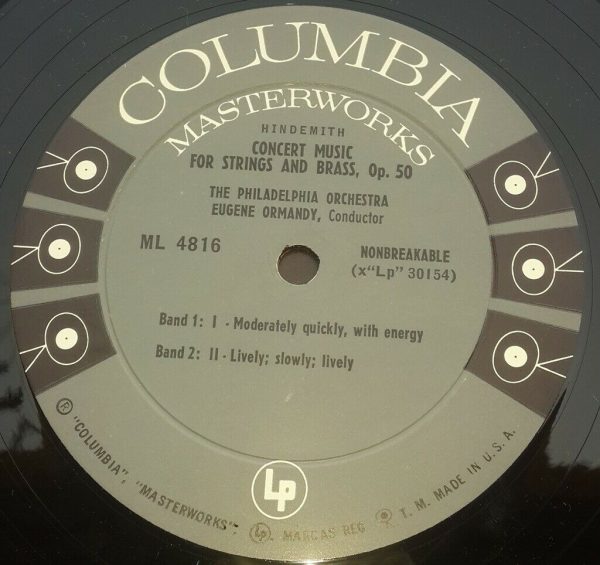 COLUMBIA
MASTERWORKS
HINDEMITH
CONCERT MUSIC
FOR STRINGS AND BRASS, Op. 50
THE PHILADELPHIA ORCHESTRA
EUGENE ORMANDY, Conductor
ML 4816
NONBREAKABLE
(x"Lp" 30154)
Band 1: I - Moderately quickly, with energy
Band 2: II - Lively; slowly; lively
Lp
® "COLUMBIA", "MASTERWORKS", Lp, MARCAS REG. T. M. MADE IN U. S. A.